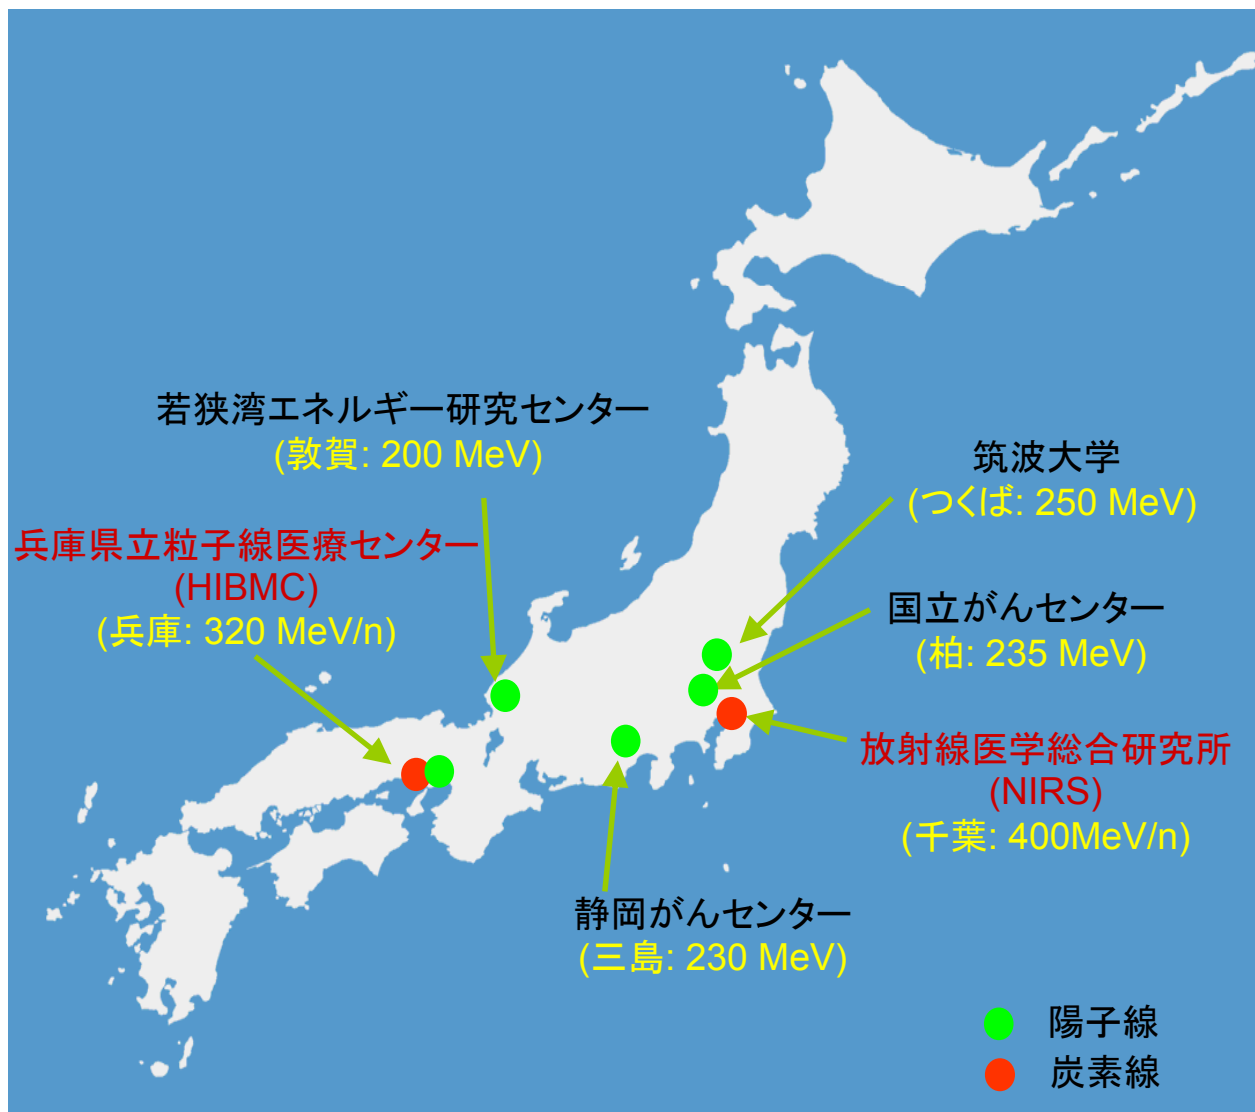 若狭湾エネルギー研究センター
(敦賀: 200 MeV)
筑波大学
(つくば: 250 MeV)
兵庫県立粒子線医療センター
(HIBMC)
(兵庫: 320 MeV/n)
国立がんセンター
(柏: 235 MeV)
放射線医学総合研究所
(NIRS)
(千葉: 400MeV/n)
静岡がんセンター
(三島: 230 MeV)
陽子線
炭素線